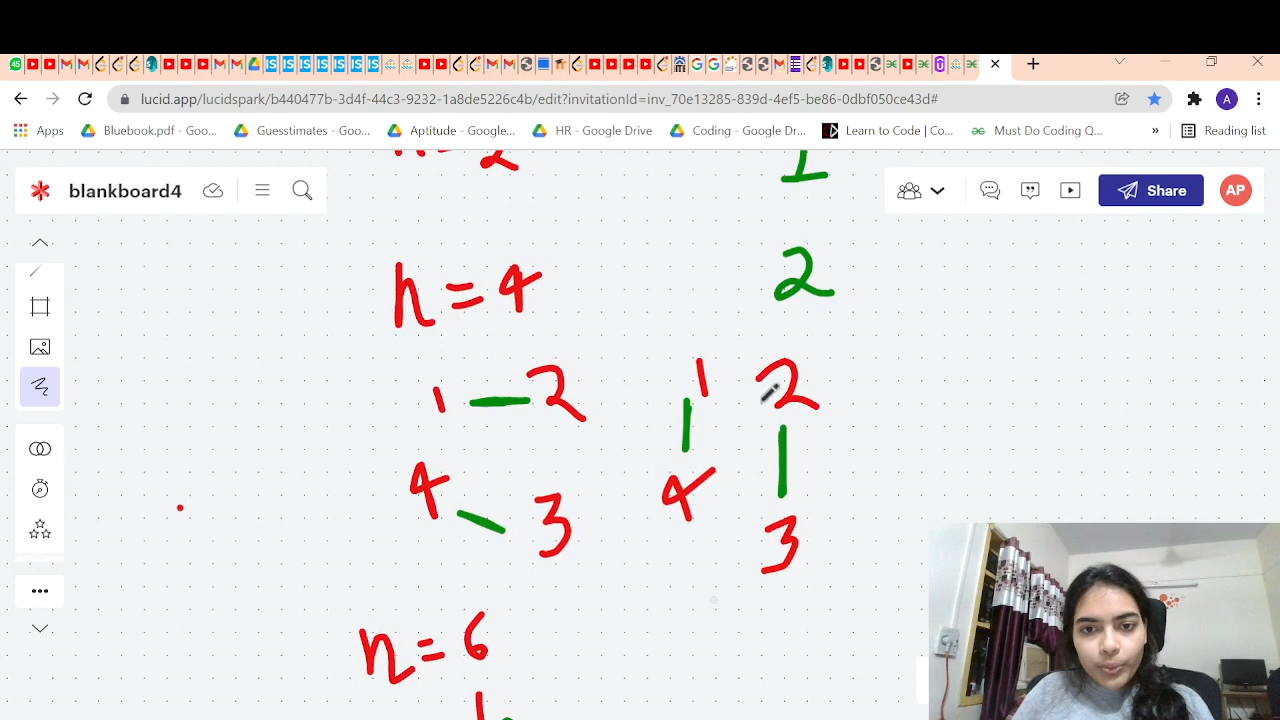 45
lucid.app/lucidspark/b440477b-3d4f-44c3-9232-1a8de5226c4b/edit?invitationId=inv_70e13285-839d-4ef5-be86-0dbf050ce43d#
A
Apps
Bluebook.pdf - Goo...
Guesstimates - Goo...
Aptitude - Google...
HR - Google Drive
Coding - Google Dr...
Learn to Code | Co...
Must Do Coding Q...
»
Reading list
blankboard4
Share
AP
1
n = 4
2
1 — 2
1 2
4 3
4 3
n = 6
1